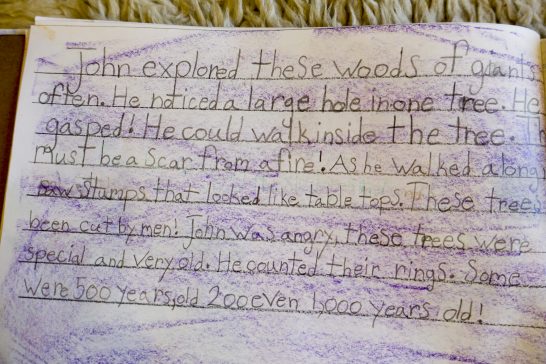 John explored these woods of giants
often. He noticed a large hole in one tree. He
gasped! He could walk inside the tree. Th
must be a scar from a fire! As he walked along
saw stumps that looked like table tops. These trees
been cut by men! John was angry, these trees were
special and very old. He counted their rings. Some
were 500 years, old 200 even 1,000 years old!